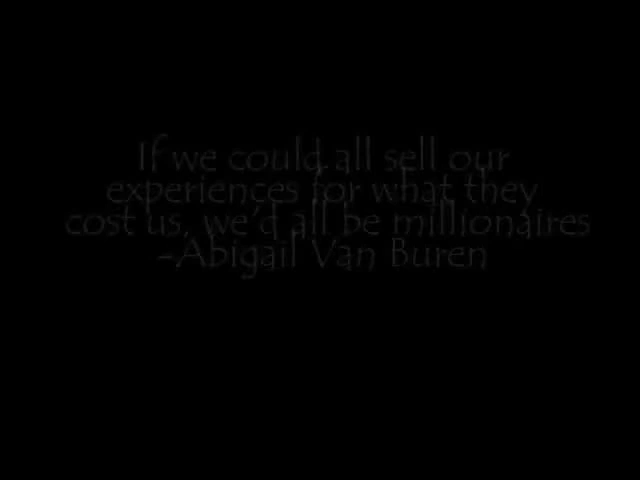 If we could all sell our
experiences for what they
cost us, we'd all be millionaires
-Abigail Van Buren